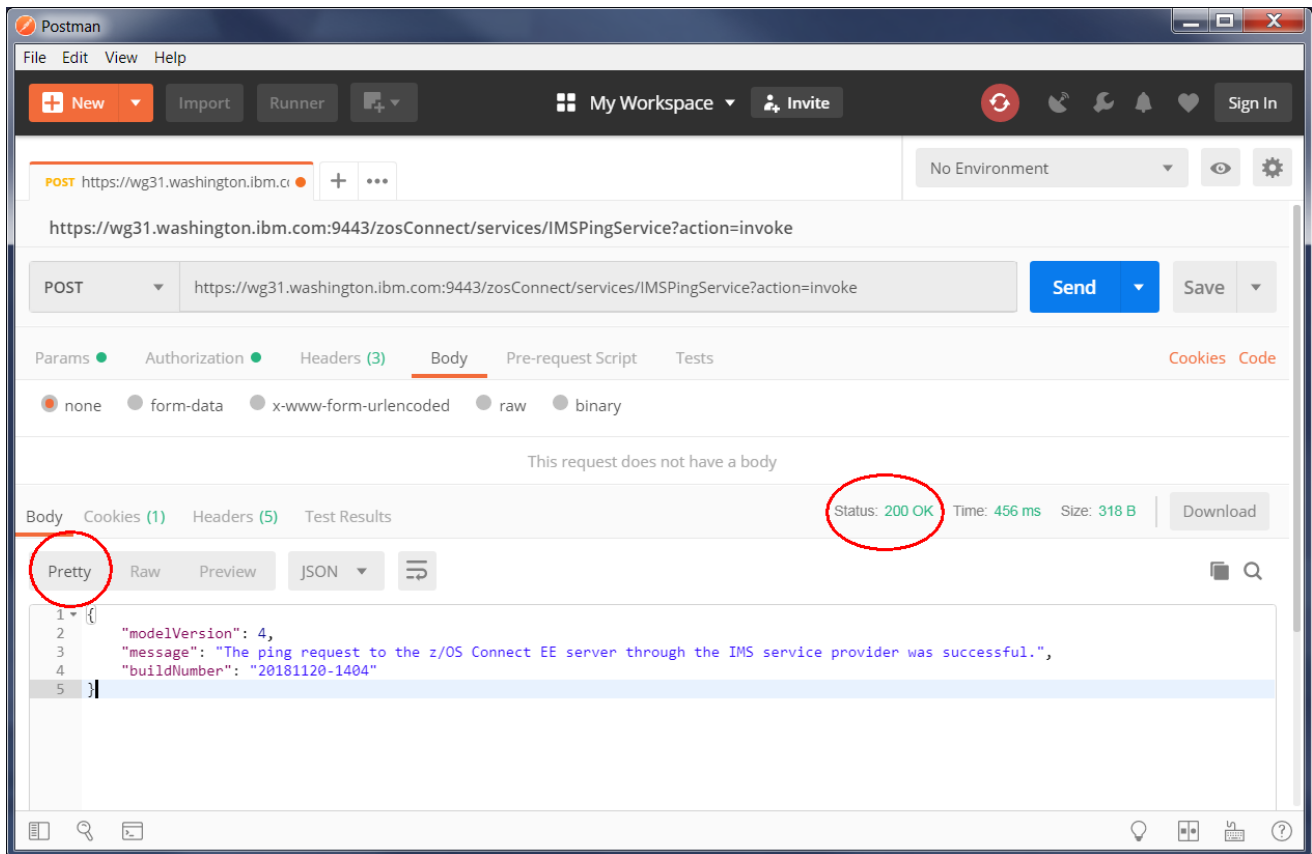 Postman
File Edit View Help
New Import Runner My Workspace Invite Sign In
POST https://wg31.washington.ibm.co No Environment
https://wg31.washington.ibm.com:9443/zosConnect/services/IMSPingService?action=invoke
POST https://wg31.washington.ibm.com:9443/zosConnect/services/IMSPingService?action=invoke Send Save
Params Authorization Headers (3) Body Pre-request Script Tests Cookies Code
none form-data x-www-form-urlencoded raw binary
This request does not have a body
Body Cookies (1) Headers (5) Test Results Status: 200 OK Time: 456 ms Size: 318 B Download
Pretty Raw Preview JSON
1 {
2 "modelVersion": 4,
3 "message": "The ping request to the z/OS Connect EE server through the IMS service provider was successful.",
4 "buildNumber": "20181120-1404"
5 }